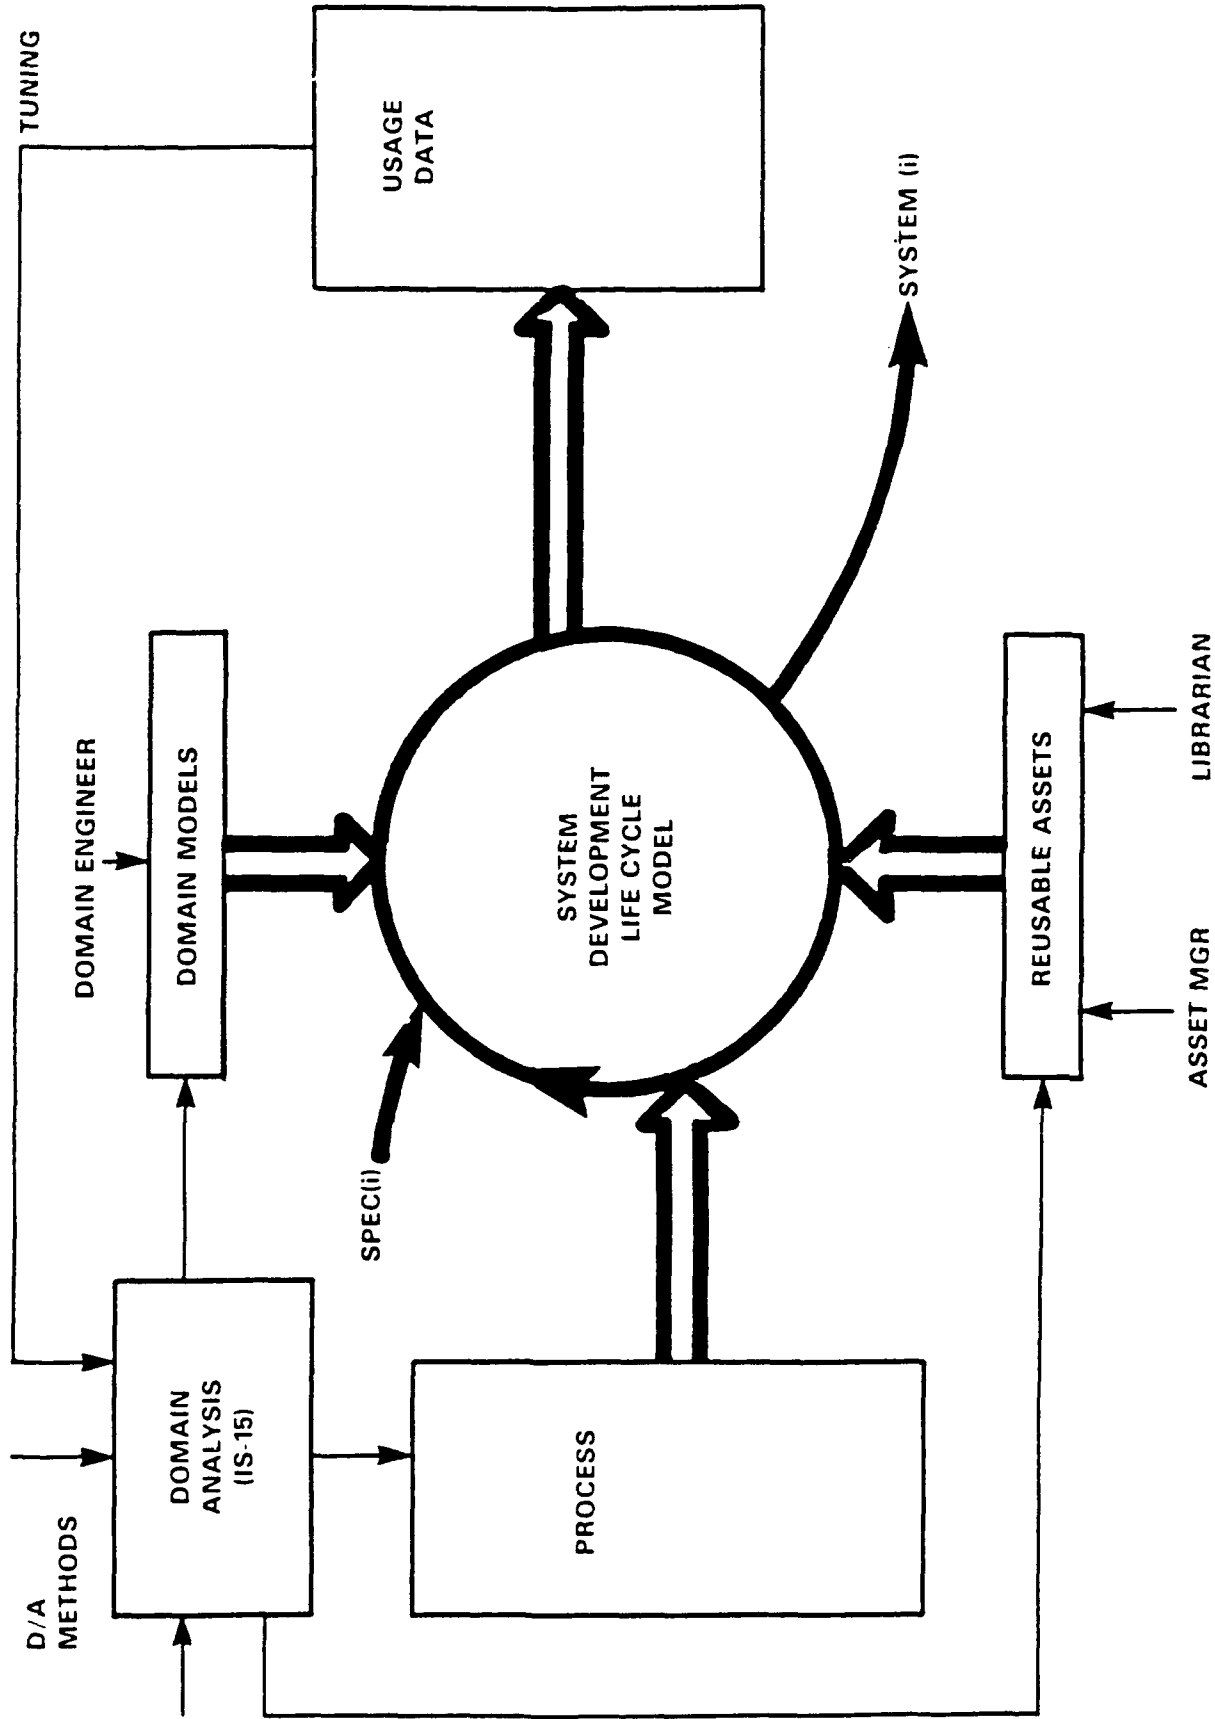 D/A
METHODS
TUNING
DOMAIN ENGINEER
DOMAIN
ANALYSIS
(IS-15)
DOMAIN MODELS
SPEC(i)
USAGE
DATA
PROCESS
SYSTEM
DEVELOPMENT
LIFE CYCLE
MODEL
SYSTEM (i)
REUSABLE ASSETS
ASSET MGR
LIBRARIAN